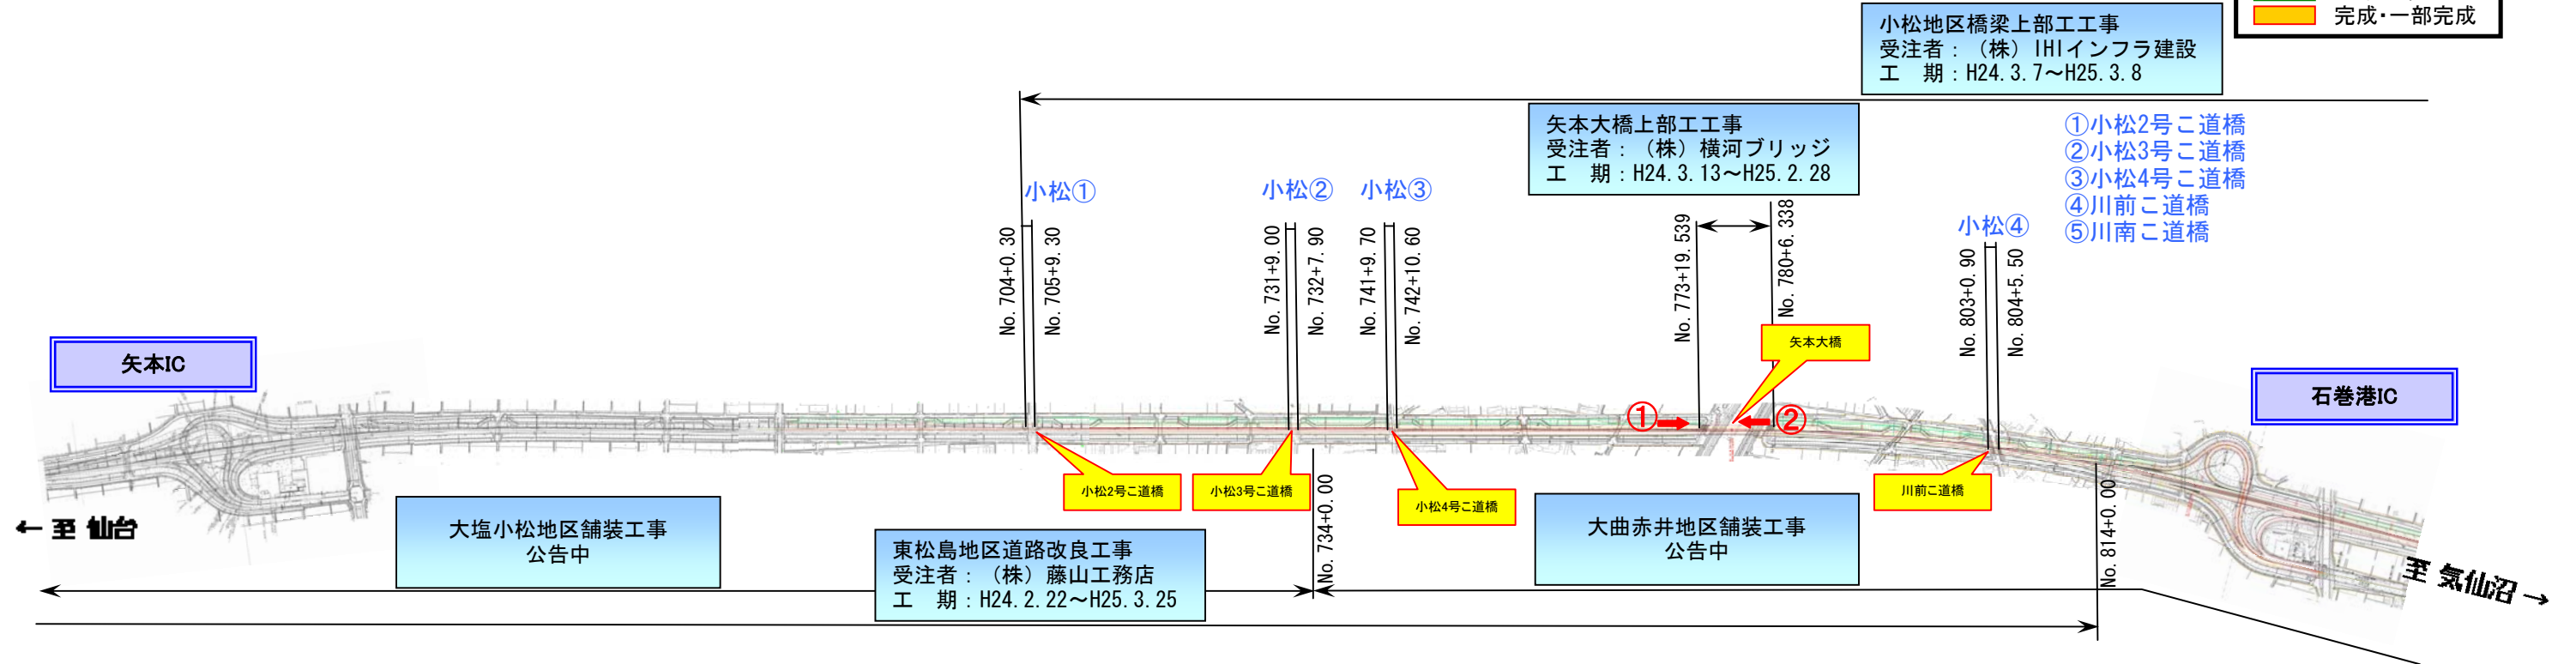 完成・一部完成
小松地区橋梁上部工工事
受注者：（株）IHIインフラ建設
工　期：H24.3.7～H25.3.8
矢本大橋上部工工事
受注者：（株）横河ブリッジ
工　期：H24.3.13～H25.2.28
①小松2号こ道橋
②小松3号こ道橋
③小松4号こ道橋
④川前こ道橋
⑤川南こ道橋
小松①
小松②
小松③
小松④
No.704+0.30
No.705+9.30
No.731+9.00
No.732+7.90
No.741+9.70
No.742+10.60
No.773+19.539
No.780+6.338
No.803+0.90
No.804+5.50
矢本IC
矢本大橋
石巻港IC
①
②
小松2号こ道橋
小松3号こ道橋
小松4号こ道橋
川前こ道橋
← 至 仙台
大塩小松地区舗装工事
公告中
東松島地区道路改良工事
受注者：（株）藤山工務店
工　期：H24.2.22～H25.3.25
No.734+0.00
大曲赤井地区舗装工事
公告中
No.814+0.00
至 気仙沼 →